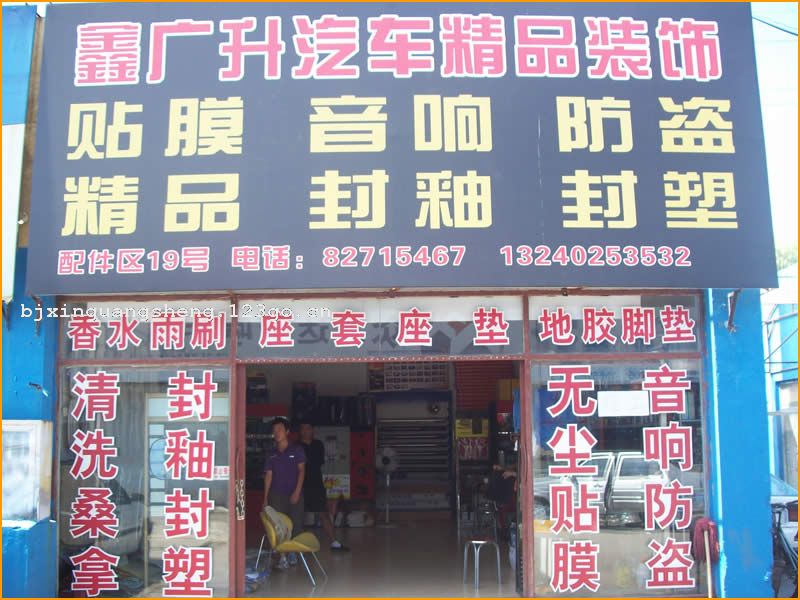 鑫广升汽车精品装饰
贴膜 音响 防盗
精品 封釉 封塑
配件区19号 电话：82715467 13240253532
bjxinguangsheng.123go.cn
香水雨刷 座套座垫 地胶脚垫
清洗桑拿
封釉封塑
无尘贴膜
音响防盗